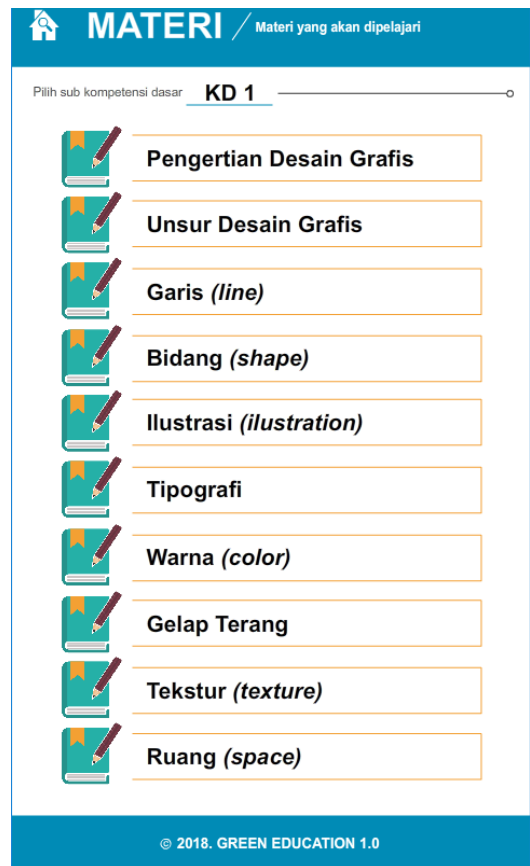 MATERI / Materi yang akan dipelajari
Pilih sub kompetensi dasar KD 1
Pengertian Desain Grafis
Unsur Desain Grafis
Garis (line)
Bidang (shape)
Ilustrasi (ilustration)
Tipografi
Warna (color)
Gelap Terang
Tekstur (texture)
Ruang (space)
© 2018. GREEN EDUCATION 1.0